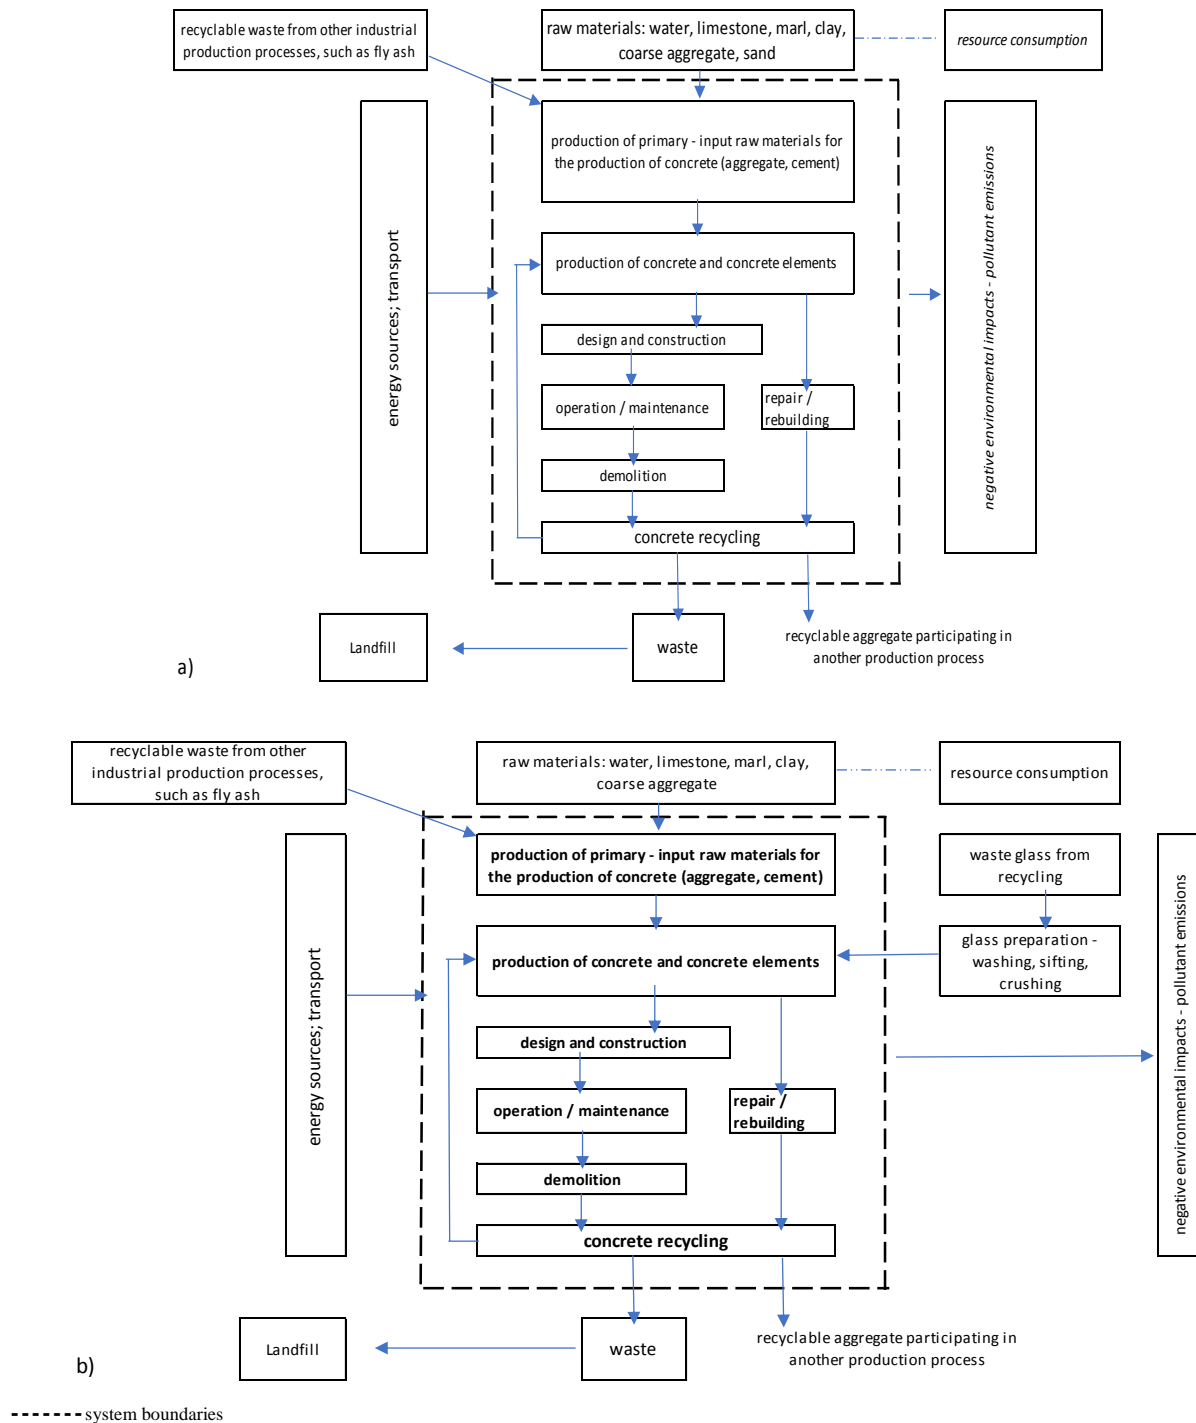 recyclable waste from other industrial
production processes, such as fly ash
raw materials: water, limestone, marl, clay,
coarse aggregate, sand
resource consumption
production of primary - input raw materials for
the production of concrete (aggregate, cement)
energy sources; transport
negative environmental impacts - pollutant emissions
production of concrete and concrete elements
design and construction
operation / maintenance
repair /
rebuilding
demolition
concrete recycling
Landfill
waste
recyclable aggregate participating in
another production process
a)
recyclable waste from other
industrial production processes,
such as fly ash
raw materials: water, limestone, marl, clay,
coarse aggregate
resource consumption
production of primary - input raw materials for
the production of concrete (aggregate, cement)
waste glass from
recycling
energy sources; transport
negative environmental impacts - pollutant emissions
production of concrete and concrete elements
glass preparation -
washing, sifting,
crushing
design and construction
operation / maintenance
repair /
rebuilding
demolition
concrete recycling
Landfill
waste
recyclable aggregate participating in
another production process
b)
system boundaries